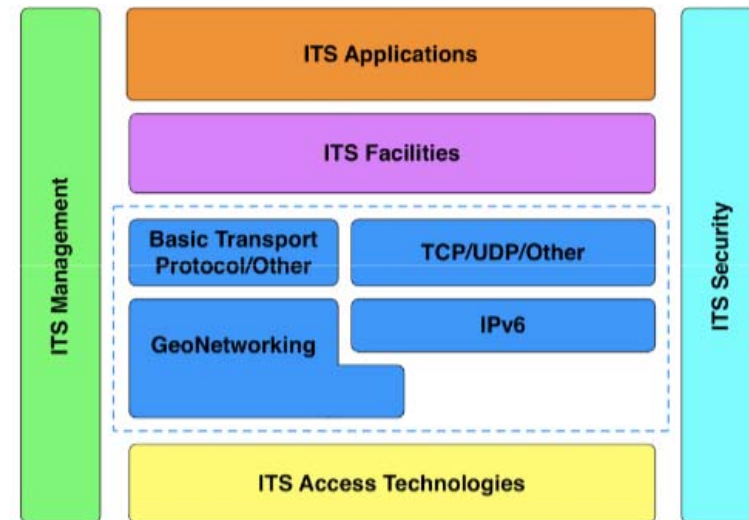 ITS Management
ITS Applications
ITS Facilities
Basic Transport
Protocol/Other
TCP/UDP/Other
GeoNetworking
IPv6
ITS Access Technologies
ITS Security